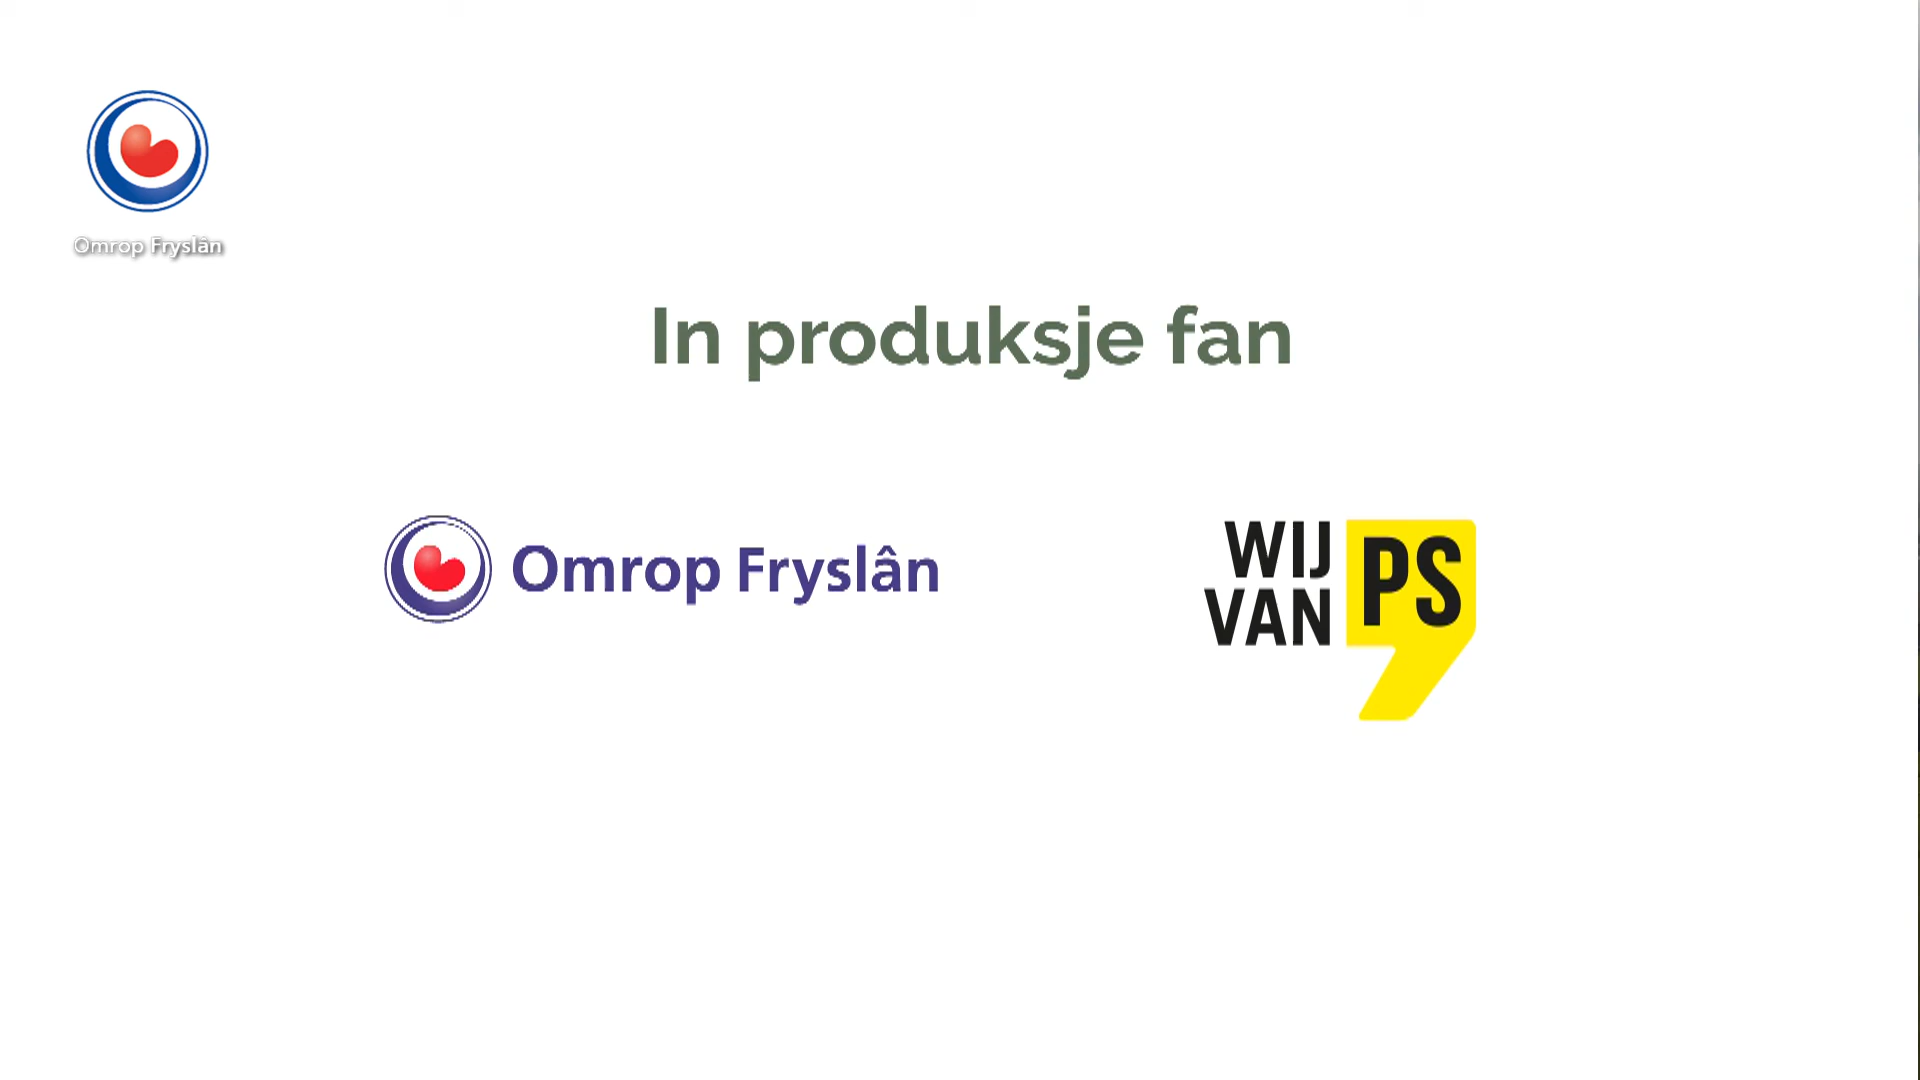 Omrop Fryslân
In produksje fan
Omrop Fryslân
WIJ
VAN
PS